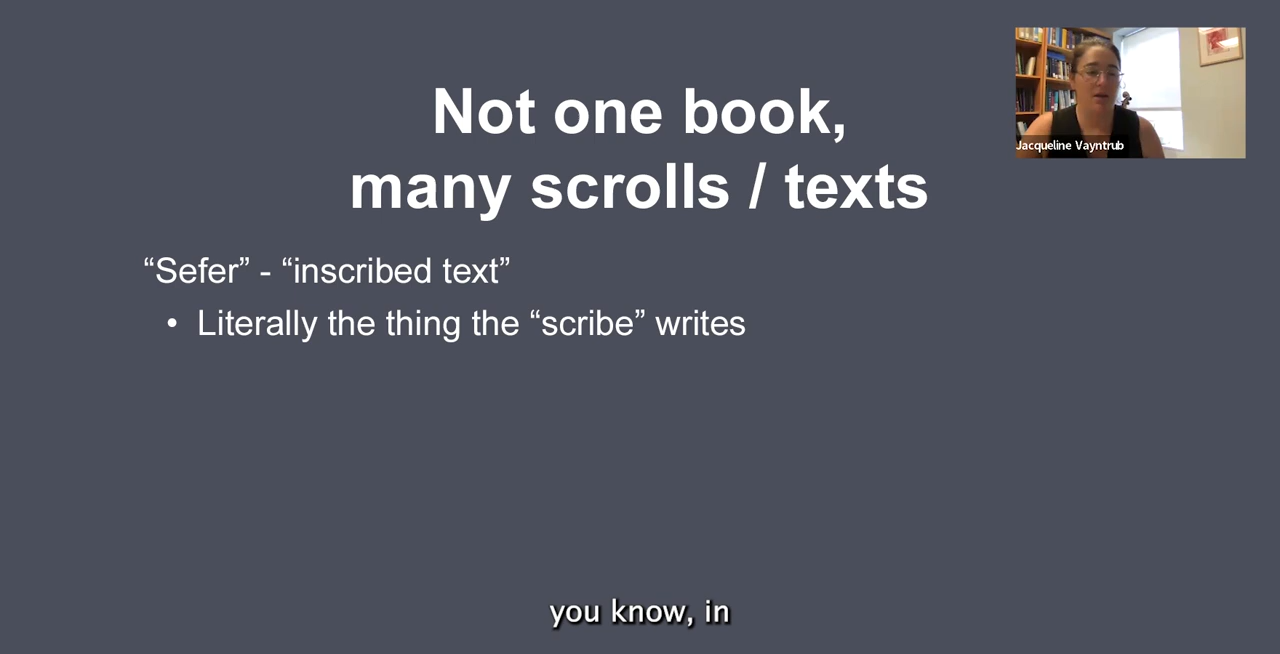 Not one book,
many scrolls / texts
Jacqueline Vayntrub
“Sefer” - “inscribed text”
• Literally the thing the “scribe” writes
you know, in